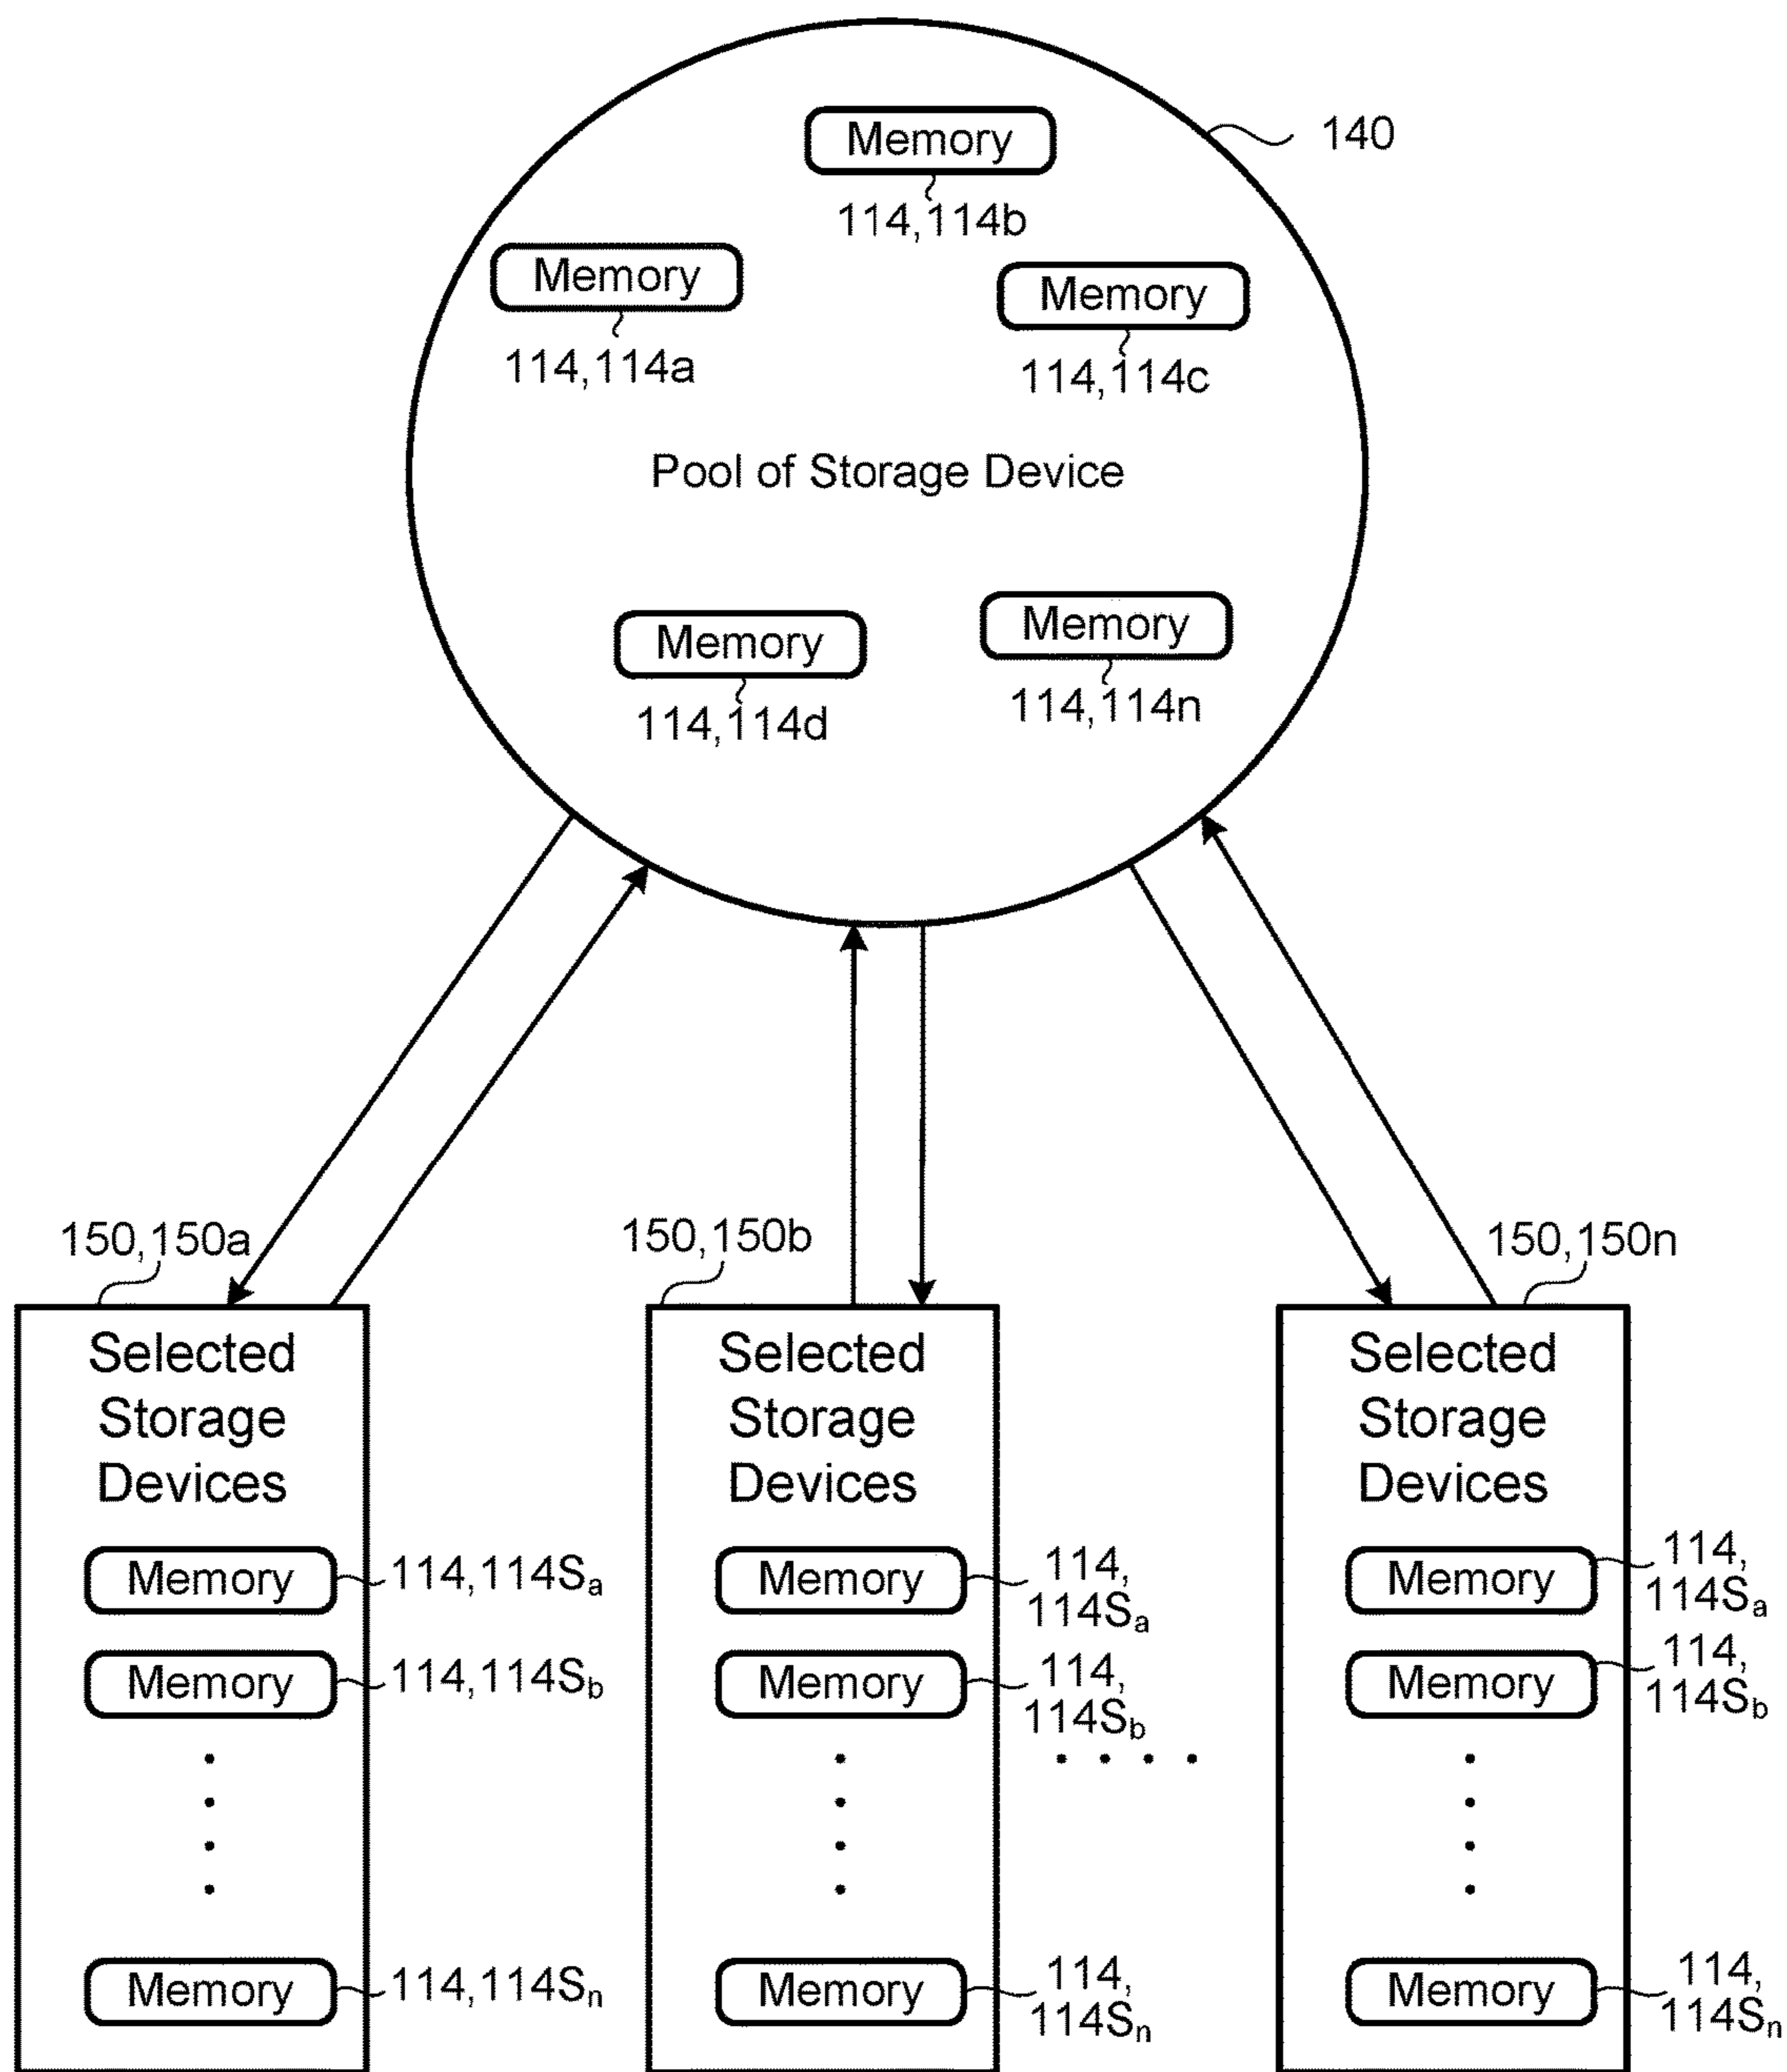 Memory
140
114,114b
Memory
Memory
114,114a
114,114c
Pool of Storage Device
Memory
Memory
114,114d
114,114n
150,150a
150,150b
150,150n
Selected
Storage
Devices
Memory
114,114Sa
Memory
114,114Sb
Memory
114,114Sn
Selected
Storage
Devices
Memory
114,
114Sa
Memory
114,
114Sb
Memory
114,
114Sn
Selected
Storage
Devices
Memory
114,
114Sa
Memory
114,
114Sb
Memory
114,
114Sn